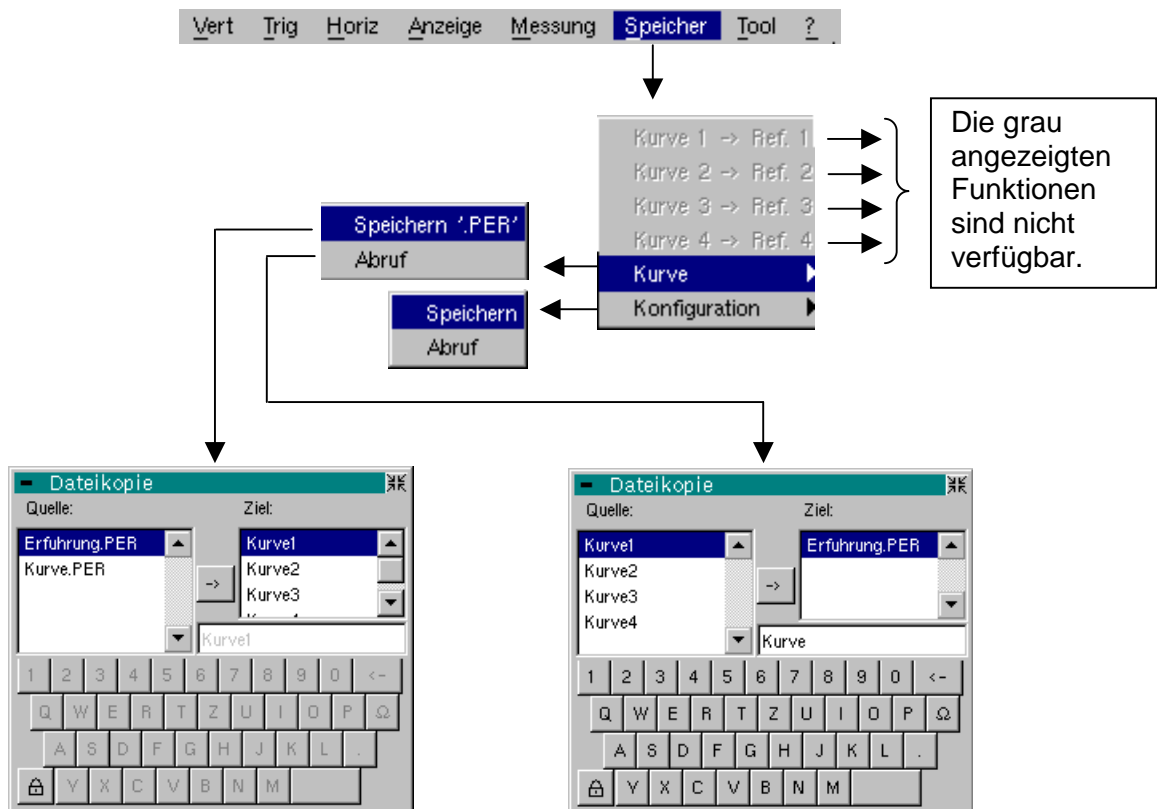 Vert Trig Horiz Anzeige Messung Speicher Tool ?
Kurve 1 -> Ref. 1
Kurve 2 -> Ref. 2
Kurve 3 -> Ref. 3
Kurve 4 -> Ref. 4
Kurve
Konfiguration
Die grau
angezeigten
Funktionen
sind nicht
verfügbar.
Speichern '.PER'
Abruf
Speichern
Abruf
Dateikopie
Quelle: Ziel:
Erfuhrung.PER
Kurve.PER
->
Kurve1
Kurve2
Kurve3
Kurve1
1 2 3 4 5 6 7 8 9 0 <-
Q W E R T Z U I O P Ω
A S D F G H J K L .
Y X C V B N M
Dateikopie
Quelle: Ziel:
Kurve1
Kurve2
Kurve3
Kurve4
->
Erfuhrung.PER
Kurve
1 2 3 4 5 6 7 8 9 0 <-
Q W E R T Z U I O P Ω
A S D F G H J K L .
Y X C V B N M